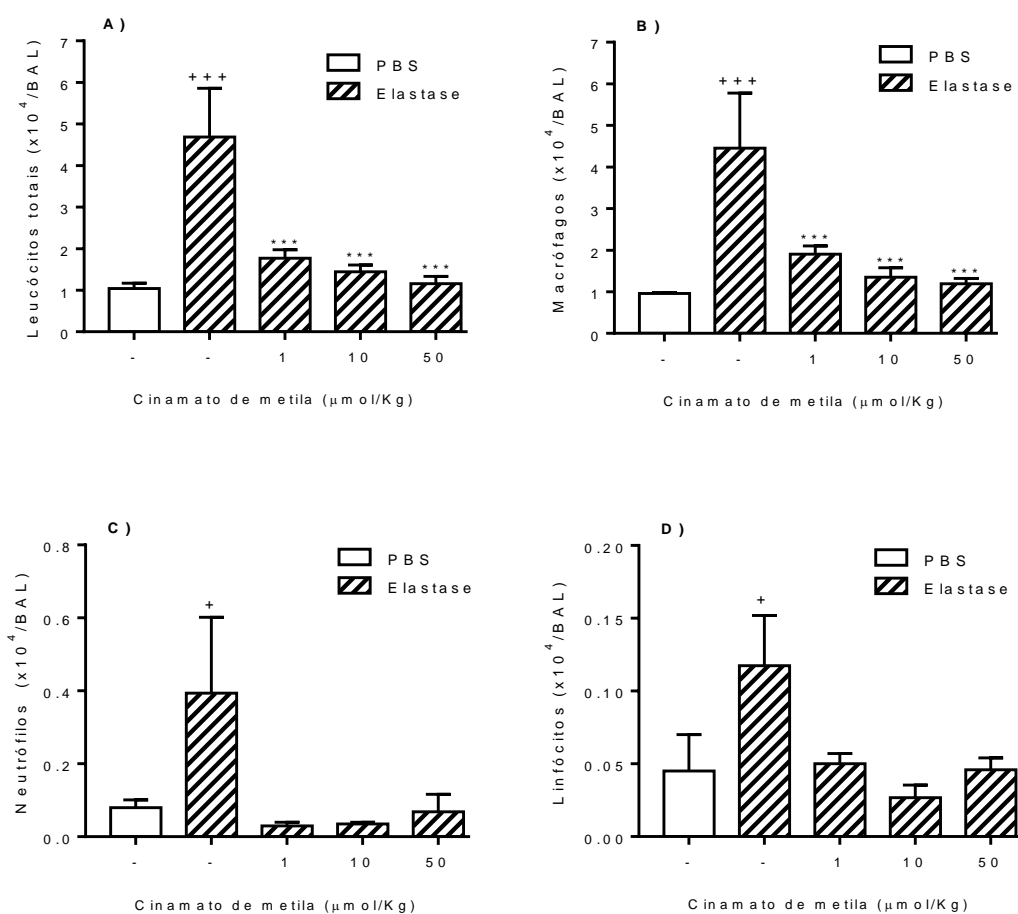 A)
Leucócitos totais (x10⁴/BAL)
7
6
5
4
3
2
1
0
+++
***
***
***
PBS
Elastase
- - 1 10 50
Cinamato de metila (μmol/Kg)
B)
Macrófagos (x10⁴/BAL)
7
6
5
4
3
2
1
0
+++
***
***
***
PBS
Elastase
- - 1 10 50
Cinamato de metila (μmol/Kg)
C)
Neutrófilos (x10⁴/BAL)
0.8
0.6
0.4
0.2
0.0
+
PBS
Elastase
- - 1 10 50
Cinamato de metila (μmol/Kg)
D)
Linfócitos (x10⁴/BAL)
0.20
0.15
0.10
0.05
0.00
+
PBS
Elastase
- - 1 10 50
Cinamato de metila (μmol/Kg)